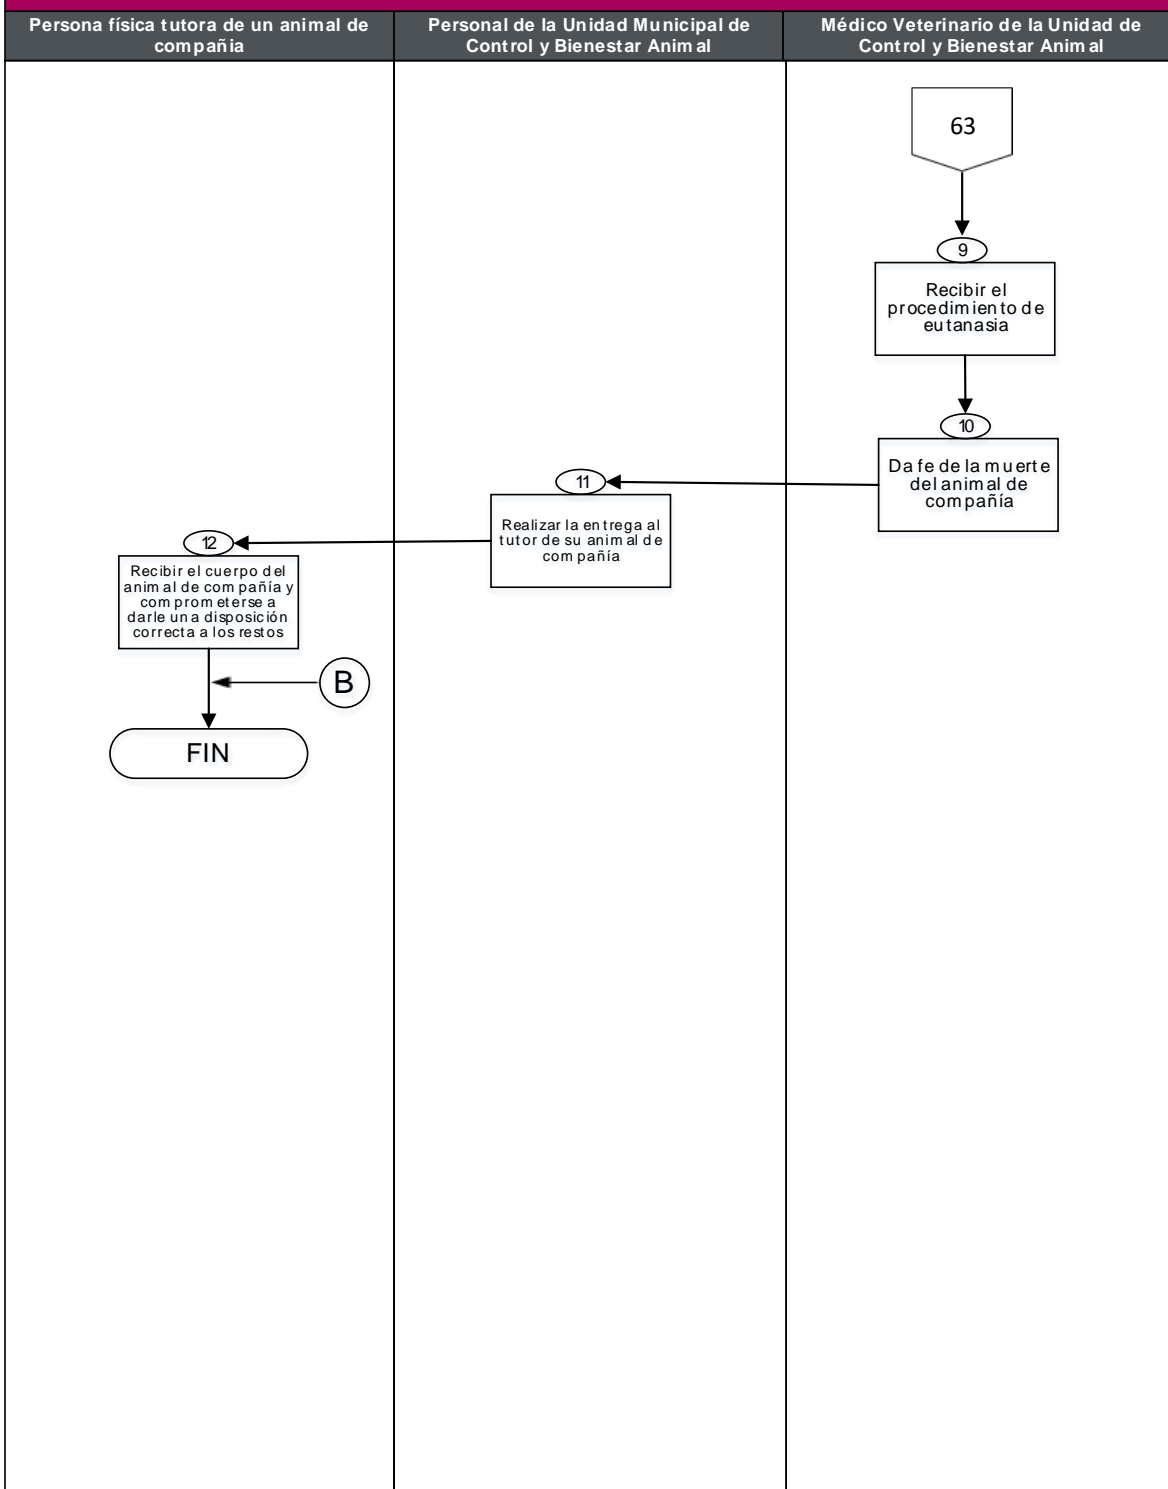 Persona física tutora de un animal de
compañia
Personal de la Unidad Municipal de
Control y Bienestar Animal
Médico Veterinario de la Unidad de
Control y Bienestar Animal
63
9
Recibir el
procedimiento de
eutanasia
10
Da fe de la muerte
del animal de
compañía
11
Realizar la entrega al
tutor de su animal de
compañía
12
Recibir el cuerpo del
animal de compañía y
comprometerse a
darle una disposición
correcta a los restos
B
FIN